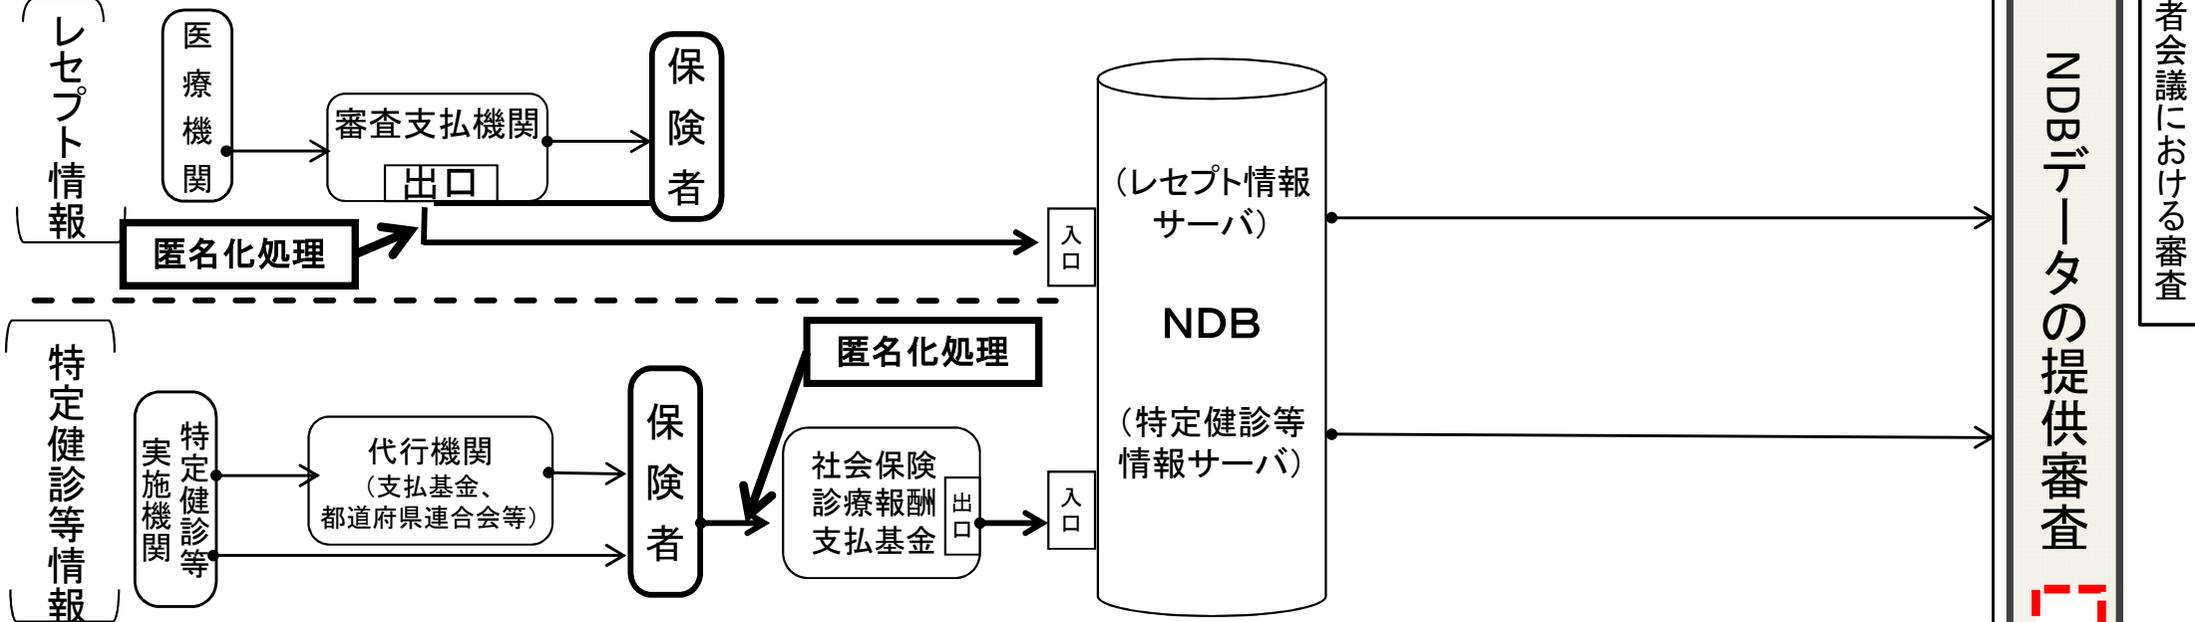 レセプト情報
医療機関
審査支払機関
出口
保険者
匿名化処理
入口
(レセプト情報
サーバ)
NDB
(特定健診等
情報サーバ)
特定健診等情報
特定健診等
実施機関
代行機関
(支払基金、
都道府県連合会等)
保険者
匿名化処理
社会保険
診療報酬
支払基金
出口
入口
NDBデータの提供審査
者会議における審査